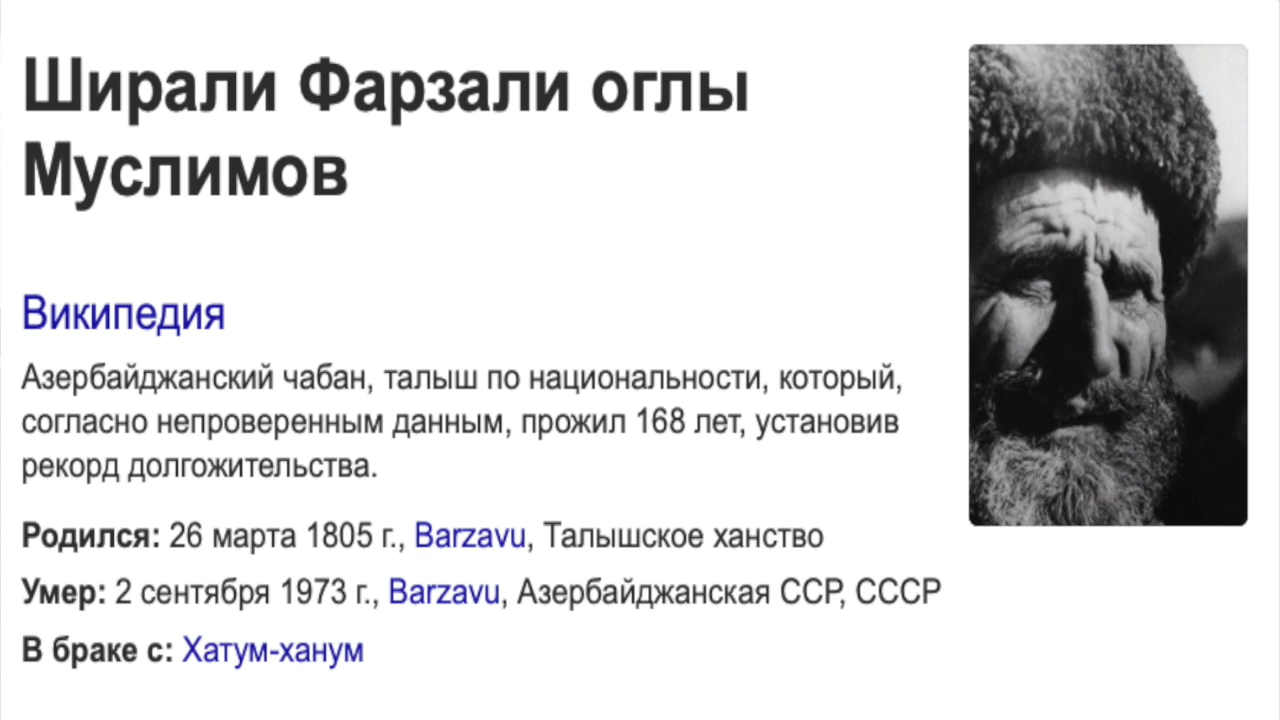 Ширали Фарзали оглы
Муслимов
Википедия
Азербайджанский чабан, талыш по национальности, который,
согласно непроверенным данным, прожил 168 лет, установив
рекорд долгожительства.
Родился: 26 марта 1805 г., Barzavu, Талышское ханство
Умер: 2 сентября 1973 г., Barzavu, Азербайджанская ССР, СССР
В браке с: Хатум-ханум